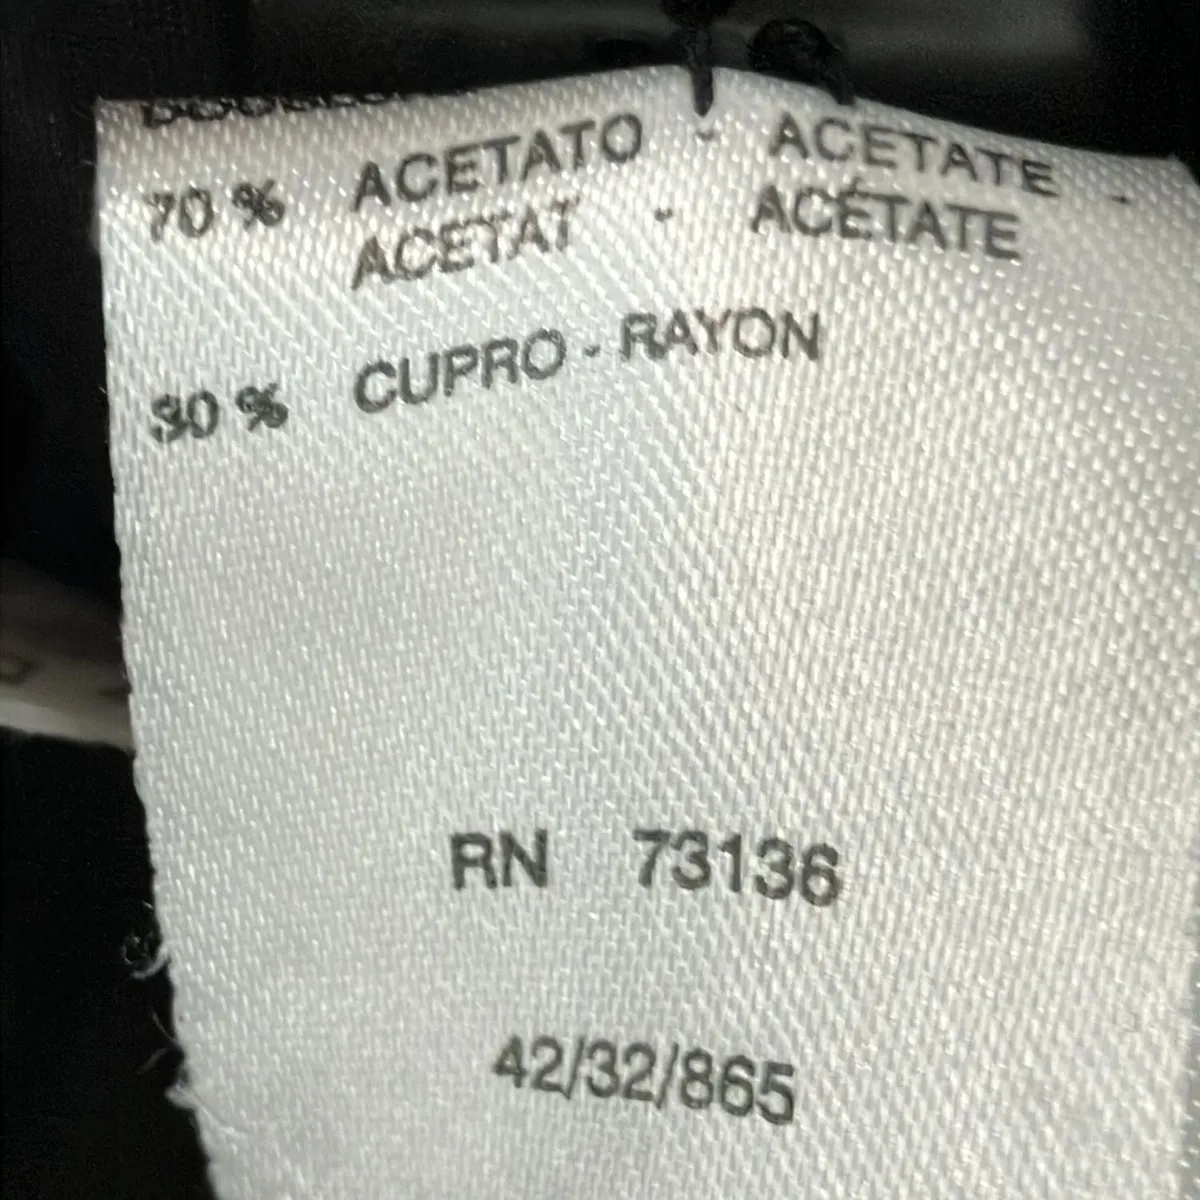 70 % ACETATO - ACETATE -
ACETAT - ACÉTATE
30 % CUPRO - RAYON
RN 73136
42/32/865